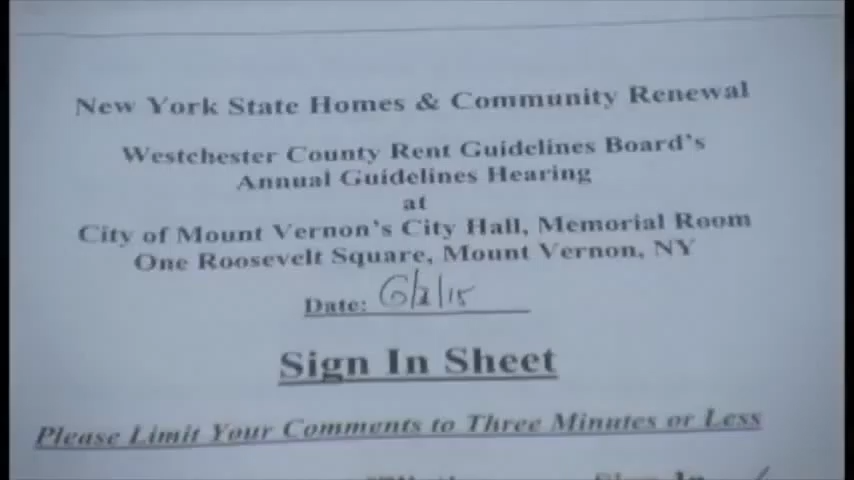 New York State Homes & Community Renewal
Westchester County Rent Guidelines Board's
Annual Guidelines Hearing
at
City of Mount Vernon's City Hall, Memorial Room
One Roosevelt Square, Mount Vernon, NY
Date: 6/2/15
Sign In Sheet
Please Limit Your Comments to Three Minutes or Less
Sign In